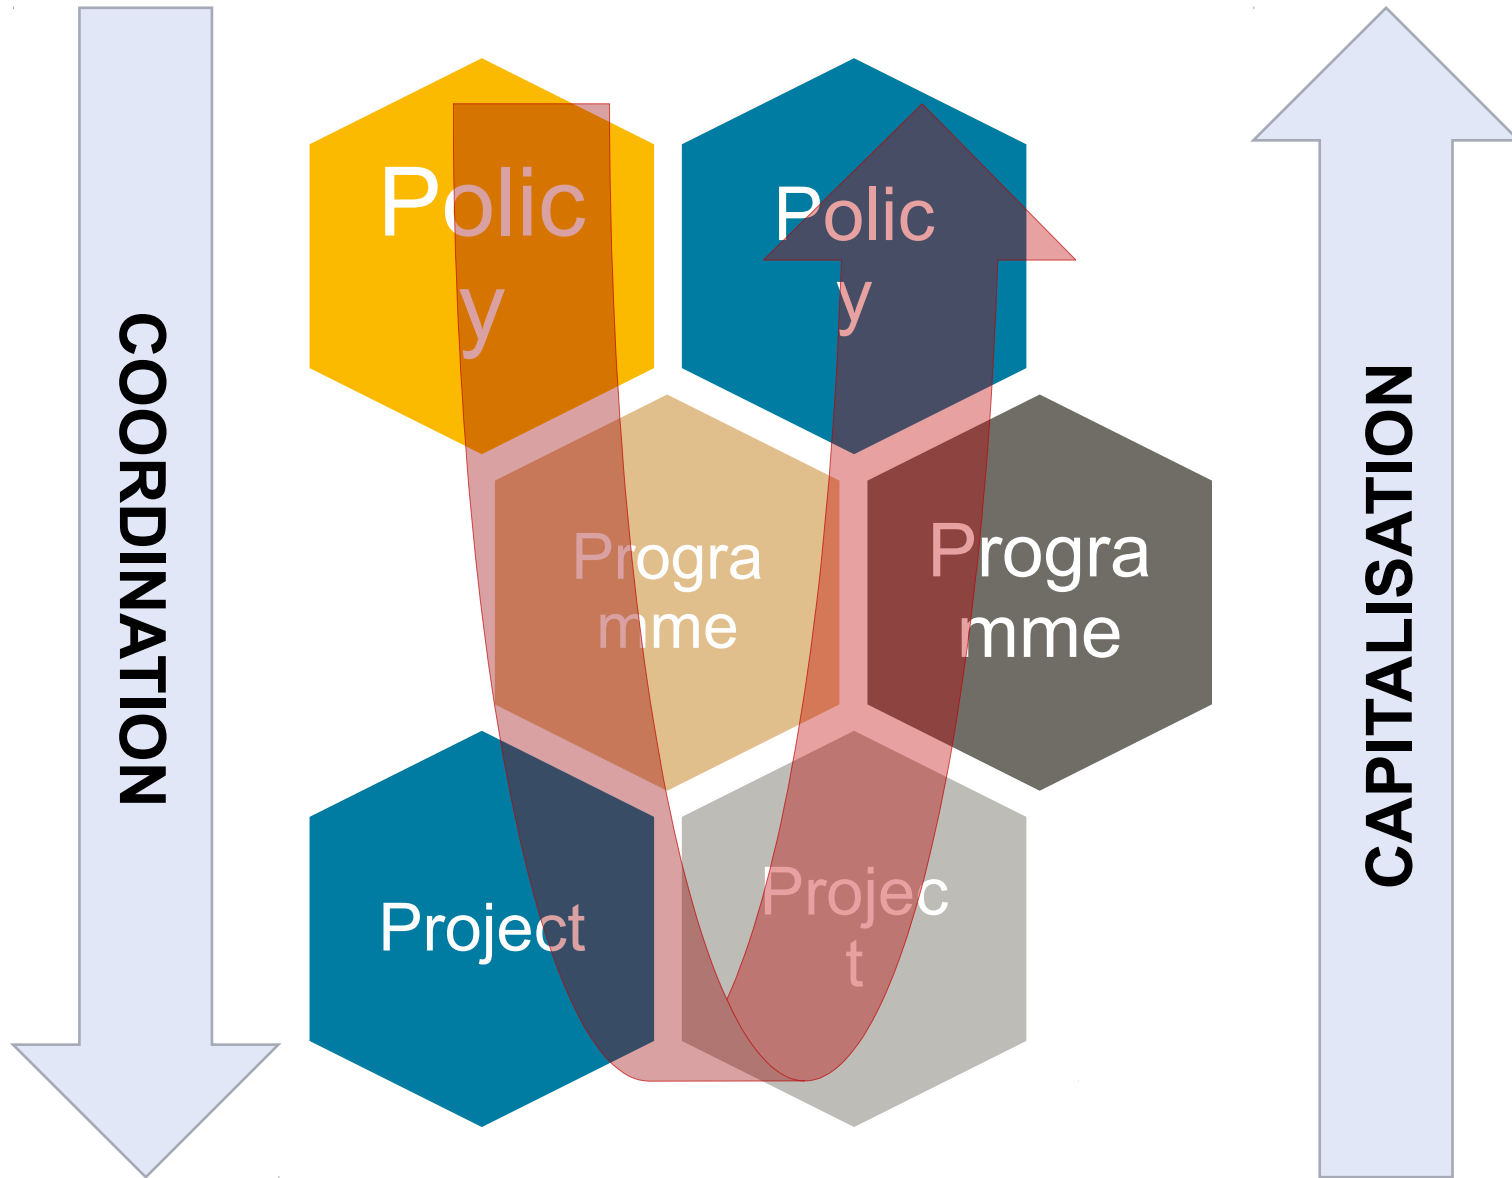 COORDINATION
Polic
y
Polic
y
Progra
mme
Progra
mme
Project
Projec
t
CAPITALISATION